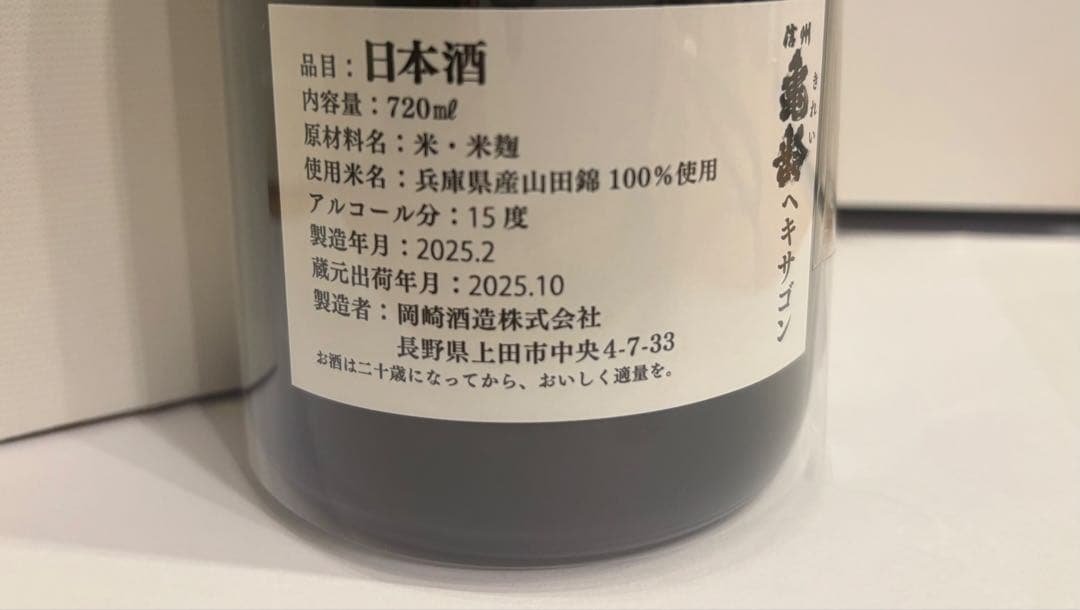 品目：日本酒
内容量：720㎖
原材料名：米・米麹
使用米名：兵庫県産山田錦 100％使用
アルコール分：15 度
製造年月：2025.2
蔵元出荷年月：2025.10
製造者：岡崎酒造株式会社
長野県上田市中央4-7-33
お酒は二十歳になってから、おいしく適量を。
信州
亀齢
きれい
ヘキサゴン